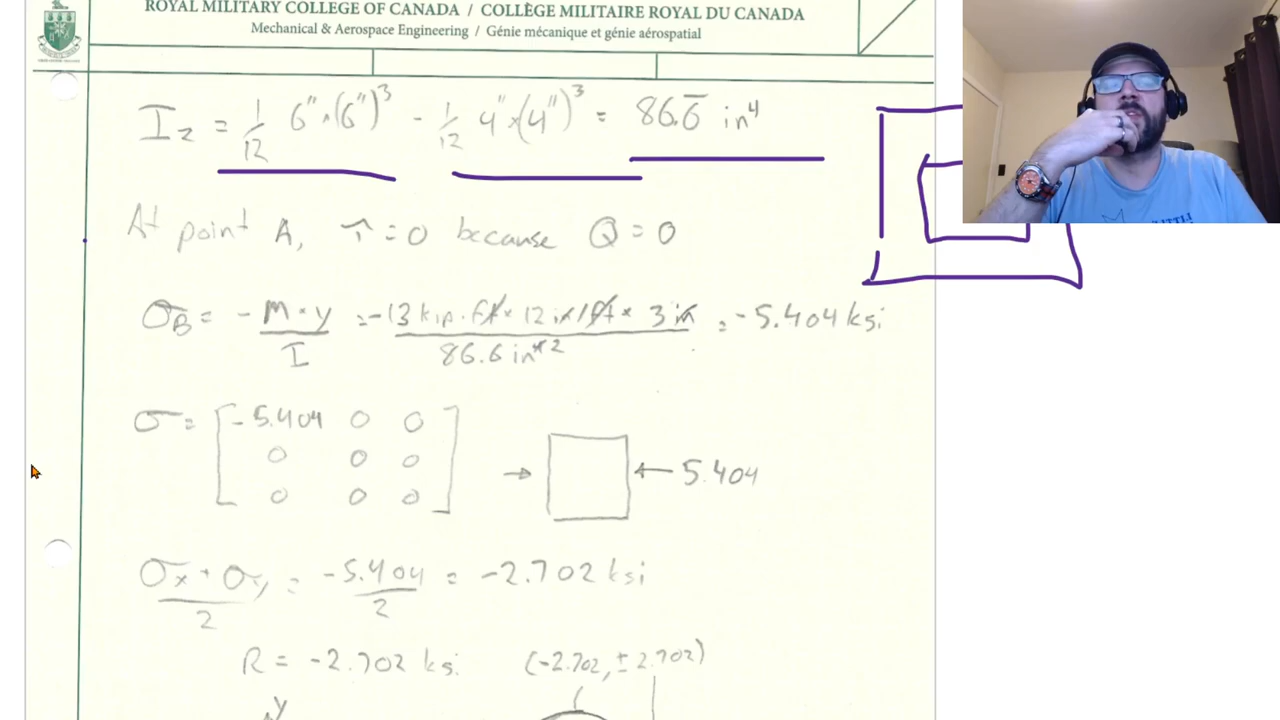 ROYAL MILITARY COLLEGE OF CANADA / COLLÈGE MILITAIRE ROYAL DU CANADA
Mechanical & Aerospace Engineering / Génie mécanique et génie aérospatial
I_z = 1/12 6"×(6")³ - 1/12 4"×(4")³ = 86.6̅ in⁴
At point A, τ = 0 because Q = 0
σ_B = - M·y / I = - 13 kip·ft × 12 in/1ft × 3 in / 86.6 in⁴² = -5.404 ksi
σ = [ -5.404 0 0
0 0 0
0 0 0 ]
→ ← 5.404
σx + σy / 2 = -5.404 / 2 = -2.702 ksi
R = -2.702 ksi (-2.702, ± 2.702)
y